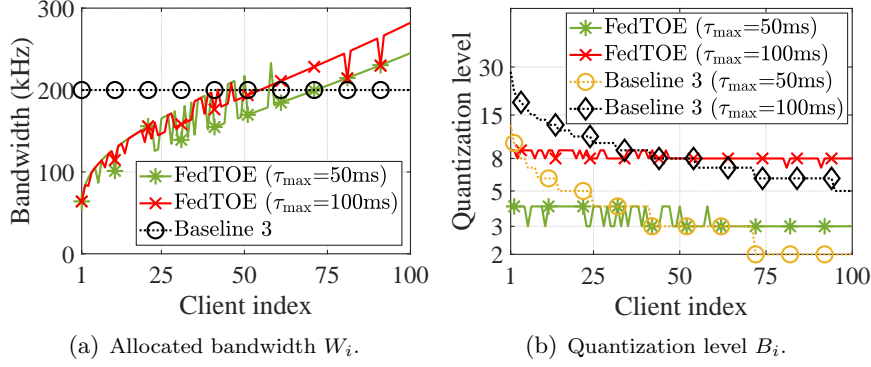 300
200
100
0
Bandwidth (kHz)
FedTOE (τmax=50ms)
FedTOE (τmax=100ms)
Baseline 3
1
25
50
75
100
Client index
(a) Allocated bandwidth Wi.
30
15
8
5
3
2
Quantization level
FedTOE (τmax=50ms)
FedTOE (τmax=100ms)
Baseline 3 (τmax=50ms)
Baseline 3 (τmax=100ms)
1
25
50
75
100
Client index
(b) Quantization level Bi.